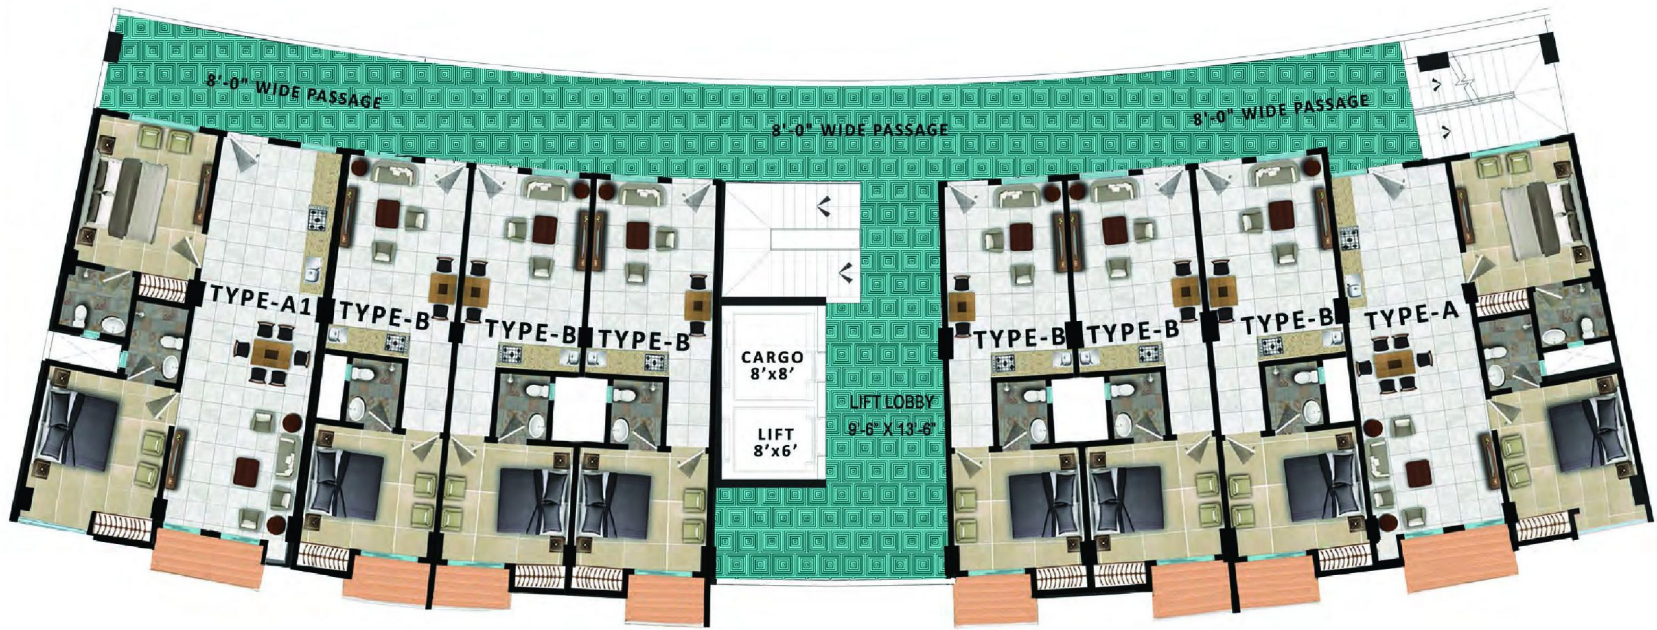 8'-0" WIDE PASSAGE
8'-0" WIDE PASSAGE
8'-0" WIDE PASSAGE
TYPE-A1
TYPE-B
TYPE-B
TYPE-B
TYPE-B
TYPE-B
TYPE-B
TYPE-A
CARGO
8'x8'
LIFT
8'x6'
LIFT LOBBY
9'-6" X 13'-6"